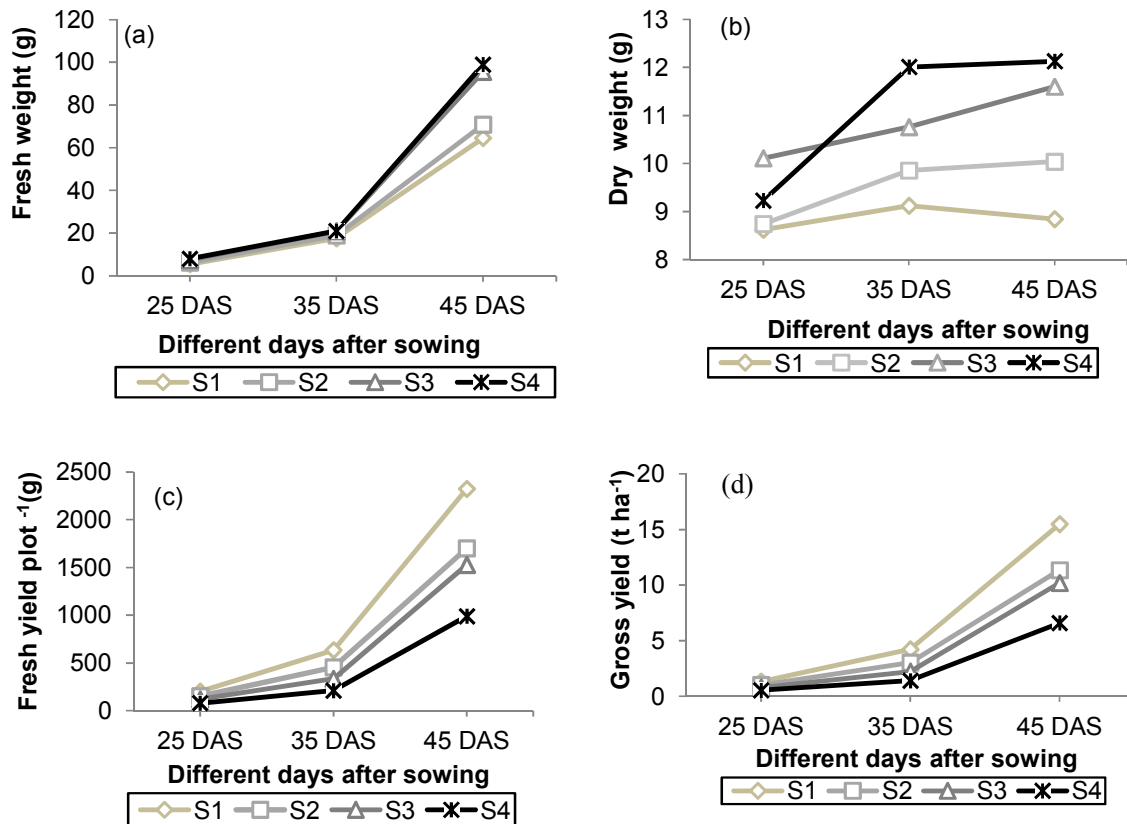 (a)
Fresh weight (g)
120
100
80
60
40
20
0
25 DAS 35 DAS 45 DAS
Different days after sowing
S1 S2 S3 S4
(b)
Dry weight (g)
13
12
11
10
9
8
25 DAS 35 DAS 45 DAS
Different days after sowing
S1 S2 S3 S4
(c)
Fresh yield plot ⁻¹(g)
2500
2000
1500
1000
500
0
25 DAS 35 DAS 45 DAS
Different days after sowing
S1 S2 S3 S4
(d)
Gross yield (t ha⁻¹)
20
15
10
5
0
25 DAS 35 DAS 45 DAS
Different days after sowing
S1 S2 S3 S4